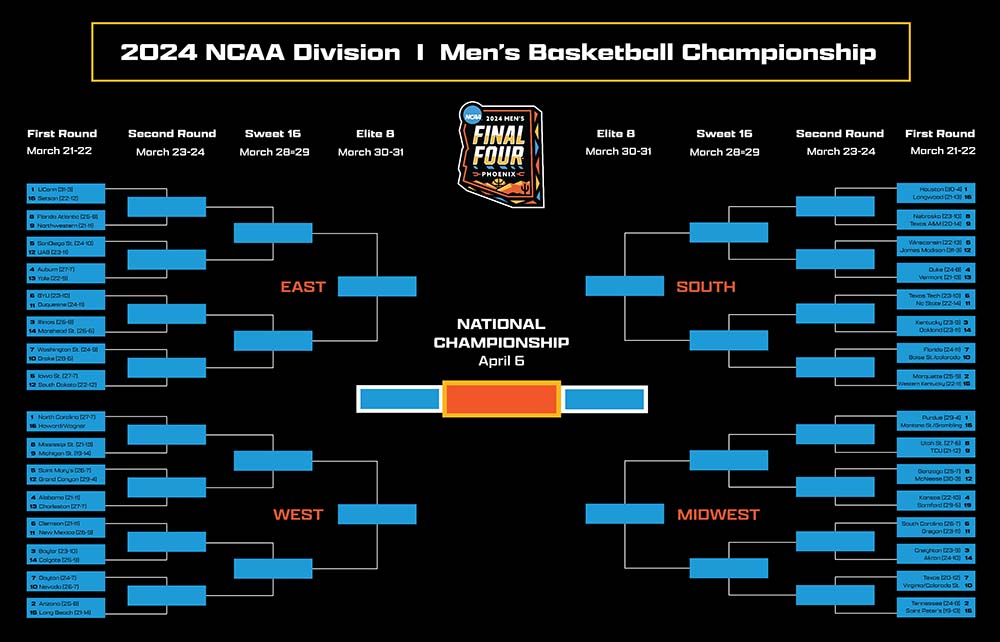 2024 NCAA Division I Men's Basketball Championship
First Round
March 21-22
Second Round
March 23-24
Sweet 16
March 28=29
Elite 8
March 30-31
NCAA
2024 MEN'S
FINAL
FOUR
PHOENIX
Elite 8
March 30-31
Sweet 16
March 28=29
Second Round
March 23-24
First Round
March 21-22
1 UConn (31-3)
16 Setson (22-12)
8 Florida Atlantic (25-8)
9 Northwestern (21-11)
5 SanDiego St. (24-10)
12 UAB (23-11)
4 Auburn (27-7)
13 Yale (22-9)
6 BYU (23-10)
11 Duquesne (24-11)
3 Illinois (26-8)
14 Morehead St. (26-8)
7 Washington St. (24-9)
10 Drake (28-6)
Iowa St. (27-7)
South Dakota (22-12)
EAST
1 North Carolina (27-7)
16 Howard/Wagner
Mississipi St. (21-13)
9 Michigan St. (19-14)
5 Saint Mary's (26-7)
12 Grand Canyon (29-4)
4 Alabama (21-11)
13 Charleston (27-7)
6 Clemson (21-11)
11 New Mexico (26-9)
3 Baylor (23-10)
14 Colgate (25-9)
7 Dayton (24-7)
10 Nevada (26-7)
2 Arizona (25-8)
15 Long Beach (21-14)
WEST
NATIONAL
CHAMPIONSHIP
April 6
SOUTH
Houston (30-4) 1
Longwood (21-13) 16
Nebraska (23-10) 8
Texas A&M (20-14) 9
Winsconsin (22-13) 5
James Madison (31-3) 12
Duke (24-8) 4
Vermont (21-13) 13
Texas Tech (23-10) 6
Nc State (22-14) 11
Kentucky (23-9) 3
Oakland (23-11) 14
Florida (24-11) 7
Boise St./colorado 10
Marquette (25-9) 2
Western Kentucky (22-11) 15
MIDWEST
Purdue (29-4) 1
Montana St./Grambling 16
Utah St. (27-6) 8
TCU (21-12) 9
Gonzaga (25-7) 5
McNeese (30-3) 12
Kansas (22-10) 4
Samford (29-5)
South Carolina (26-7) 6
Oregon (23-11) 11
Creighton (23-9) 3
Akron (24-10) 14
Texas (20-12) 7
Virginia/Colorado St. 10
Tennessee (24-8) 2
Saint Peter's (19-13) 15